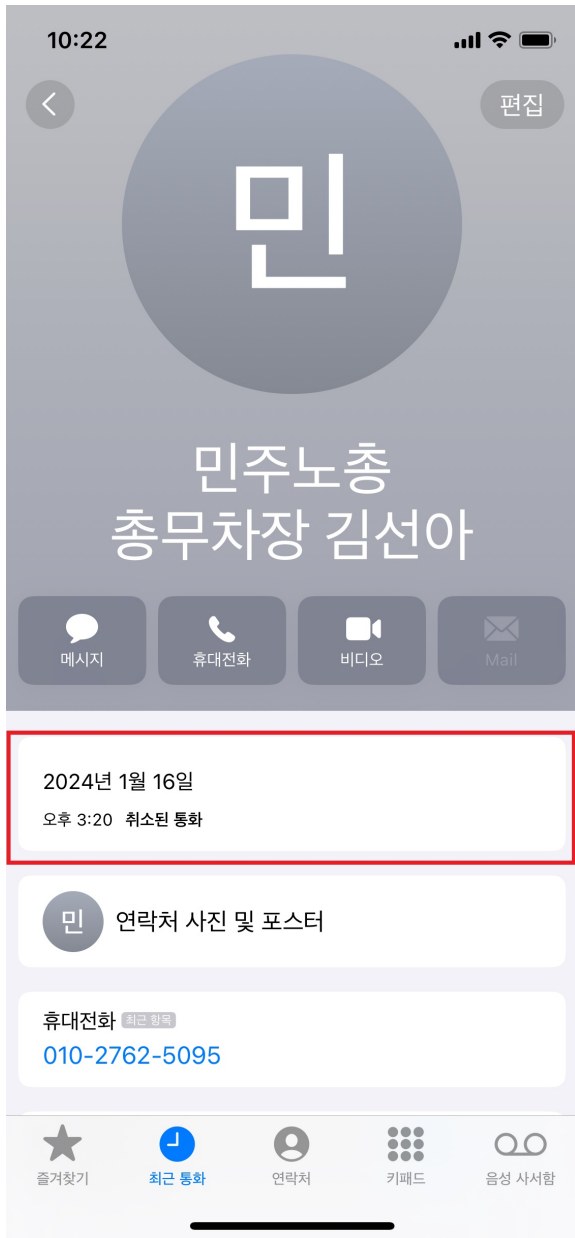 10:22
편집
민
민주노총
총무차장 김선아
메시지
휴대전화
비디오
Mail
2024년 1월 16일
오후 3:20 취소된 통화
민
연락처 사진 및 포스터
휴대전화 최근 항목
010-2762-5095
즐겨찾기
최근 통화
연락처
키패드
음성 사서함